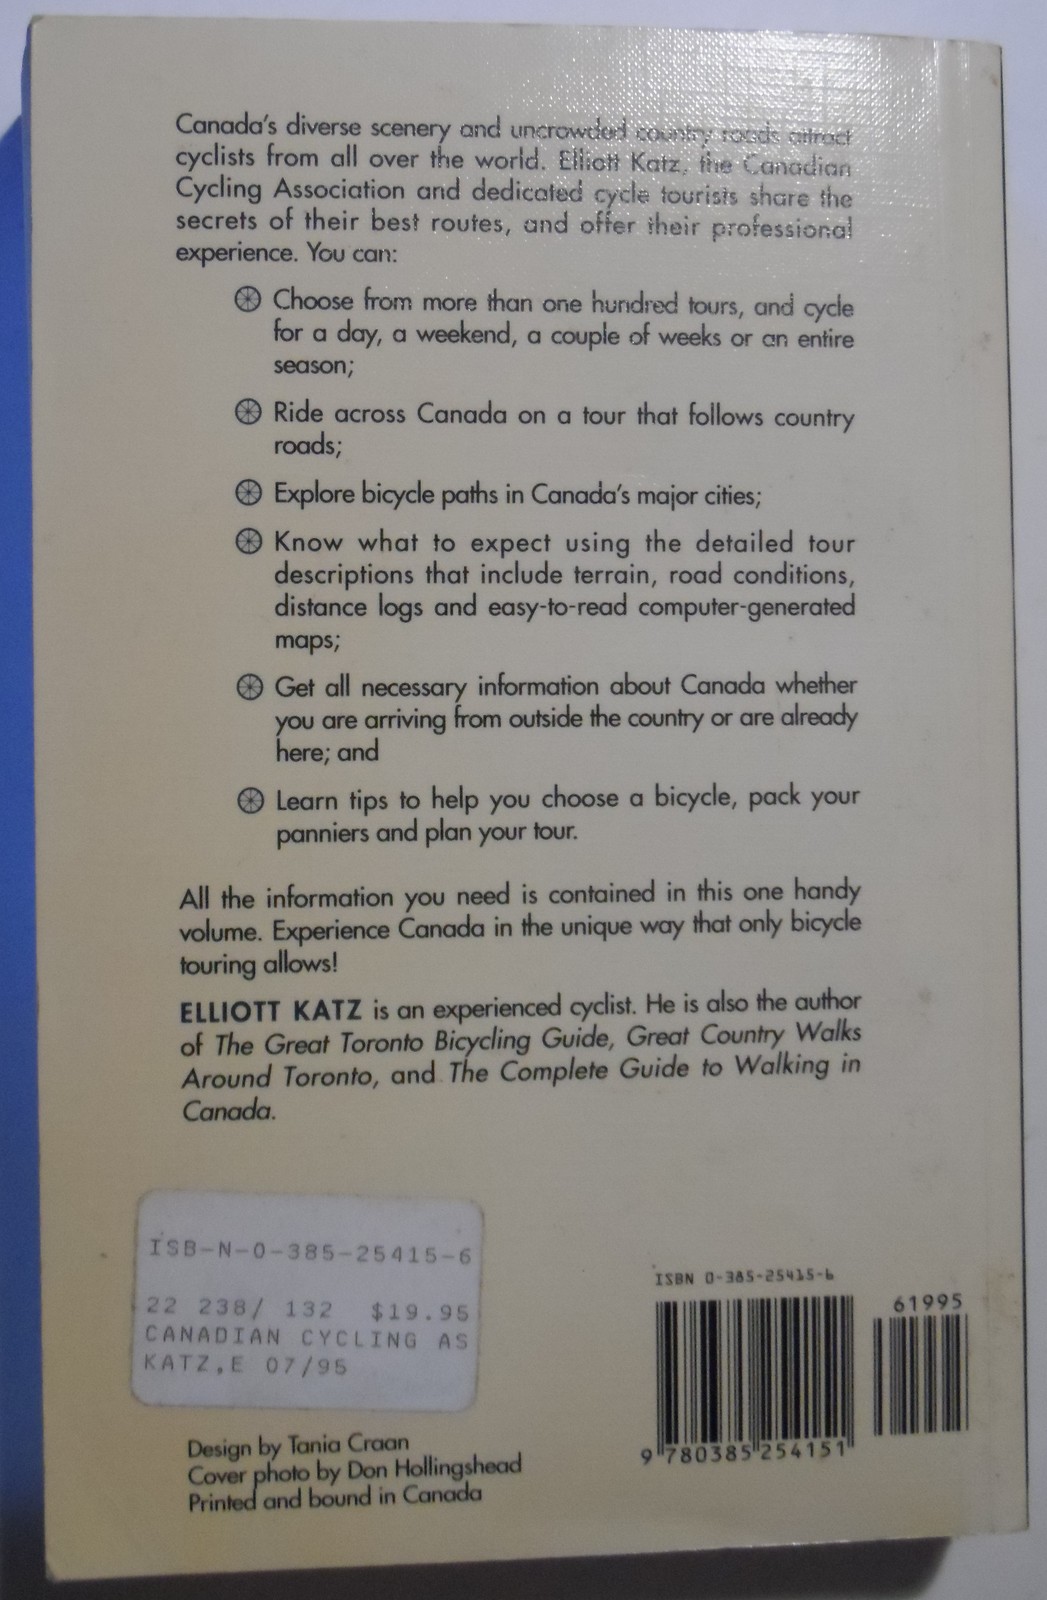 Canada's diverse scenery and uncrowded country roads attract
cyclists from all over the world. Elliott Katz, the Canadian
Cycling Association and dedicated cycle tourists share the
secrets of their best routes, and offer their professional
experience. You can:
Choose from more than one hundred tours, and cycle
for a day, a weekend, a couple of weeks or an entire
season;
Ride across Canada on a tour that follows country
roads;
Explore bicycle paths in Canada's major cities;
Know what to expect using the detailed tour
descriptions that include terrain, road conditions,
distance logs and easy-to-read computer-generated
maps;
Get all necessary information about Canada whether
you are arriving from outside the country or are already
here; and
Learn tips to help you choose a bicycle, pack your
panniers and plan your tour.
All the information you need is contained in this one handy
volume. Experience Canada in the unique way that only bicycle
touring allows!
ELLIOTT KATZ is an experienced cyclist. He is also the author
of The Great Toronto Bicycling Guide, Great Country Walks
Around Toronto, and The Complete Guide to Walking in
Canada.
ISB-N-0-385-25415-6
22 238/ 132 $19.95
CANADIAN CYCLING AS
KATZ,E 07/95
Design by Tania Craan
Cover photo by Don Hollingshead
Printed and bound in Canada
ISBN 0-385-25415-6
61995
9 780385 254151